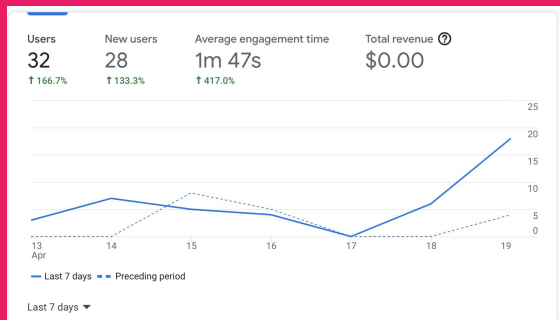 Users New users Average engagement time Total revenue ?
32 28 1m 47s $0.00
↑ 166.7% ↑ 133.3% ↑ 417.0%
25
20
15
10
5
0
13 14 15 16 17 18 19
Apr
Last 7 days Preceding period
Last 7 days